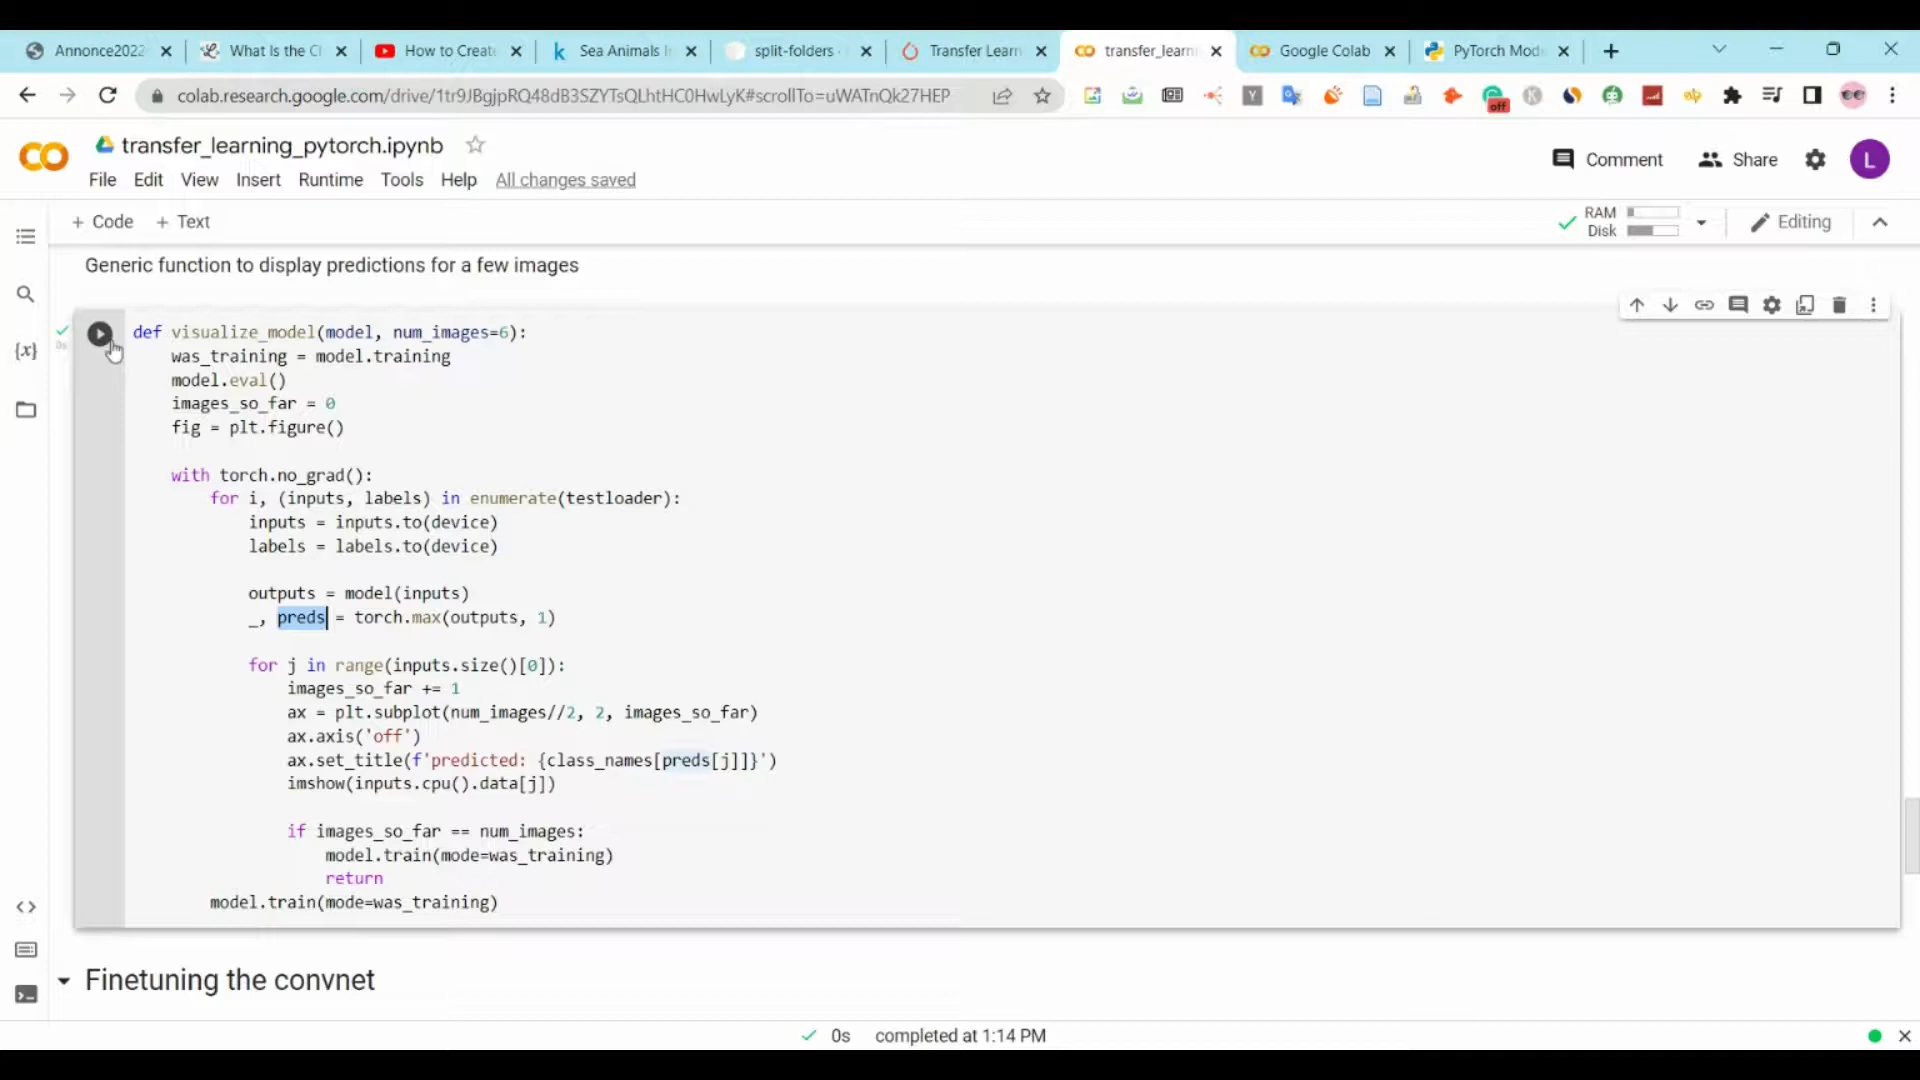 Annonce2022
What Is the C
How to Create
Sea Animals I
split-folders ·
Transfer Learn
transfer_learn
Google Colab
PyTorch Mod
colab.research.google.com/drive/1tr9JBgjpRQ48dB3SZYTsQLhtHC0HwLyK#scrollTo=uWATnQk27HEP
off
transfer_learning_pytorch.ipynb
Comment
Share
L
File Edit View Insert Runtime Tools Help All changes saved
+ Code + Text
RAM
Disk
Editing
Generic function to display predictions for a few images
def visualize_model(model, num_images=6):
was_training = model.training
model.eval()
images_so_far = 0
fig = plt.figure()
with torch.no_grad():
for i, (inputs, labels) in enumerate(testloader):
inputs = inputs.to(device)
labels = labels.to(device)
outputs = model(inputs)
_, preds = torch.max(outputs, 1)
for j in range(inputs.size()[0]):
images_so_far += 1
ax = plt.subplot(num_images//2, 2, images_so_far)
ax.axis('off')
ax.set_title(f'predicted: {class_names[preds[j]]}')
imshow(inputs.cpu().data[j])
if images_so_far == num_images:
model.train(mode=was_training)
return
model.train(mode=was_training)
Finetuning the convnet
0s completed at 1:14 PM